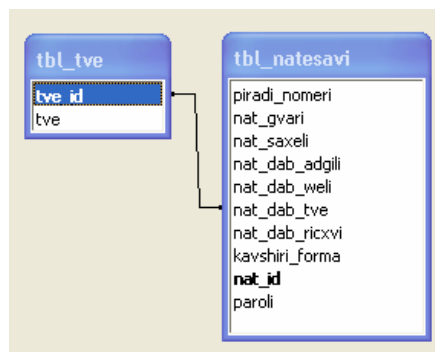 tbl_tve
tve_id
tve
tbl_natesavi
piradi_nomeri
nat_gvari
nat_saxeli
nat_dab_adgili
nat_dab_weli
nat_dab_tve
nat_dab_ricxvi
kavshiri_forma
nat_id
paroli